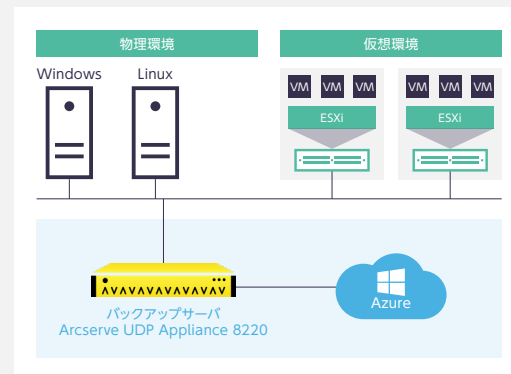 物理環境
仮想環境
Windows
Linux
VM VM VM
VM VM VM
ESXi
ESXi
バックアップサーバ
Arcserve UDP Appliance 8220
Azure